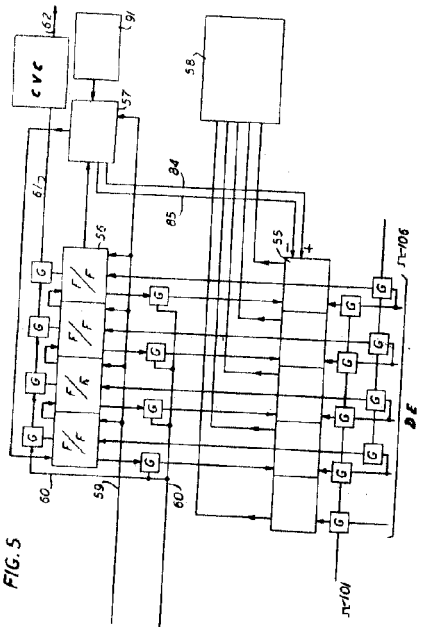 FIG. 5
60
G G G G
61
CVC
62
F/F F/F F/R F/F
56
57
91
59
G G G G
60
85
84
58
55
- +
G G G G G
G G G G
101
106
DE